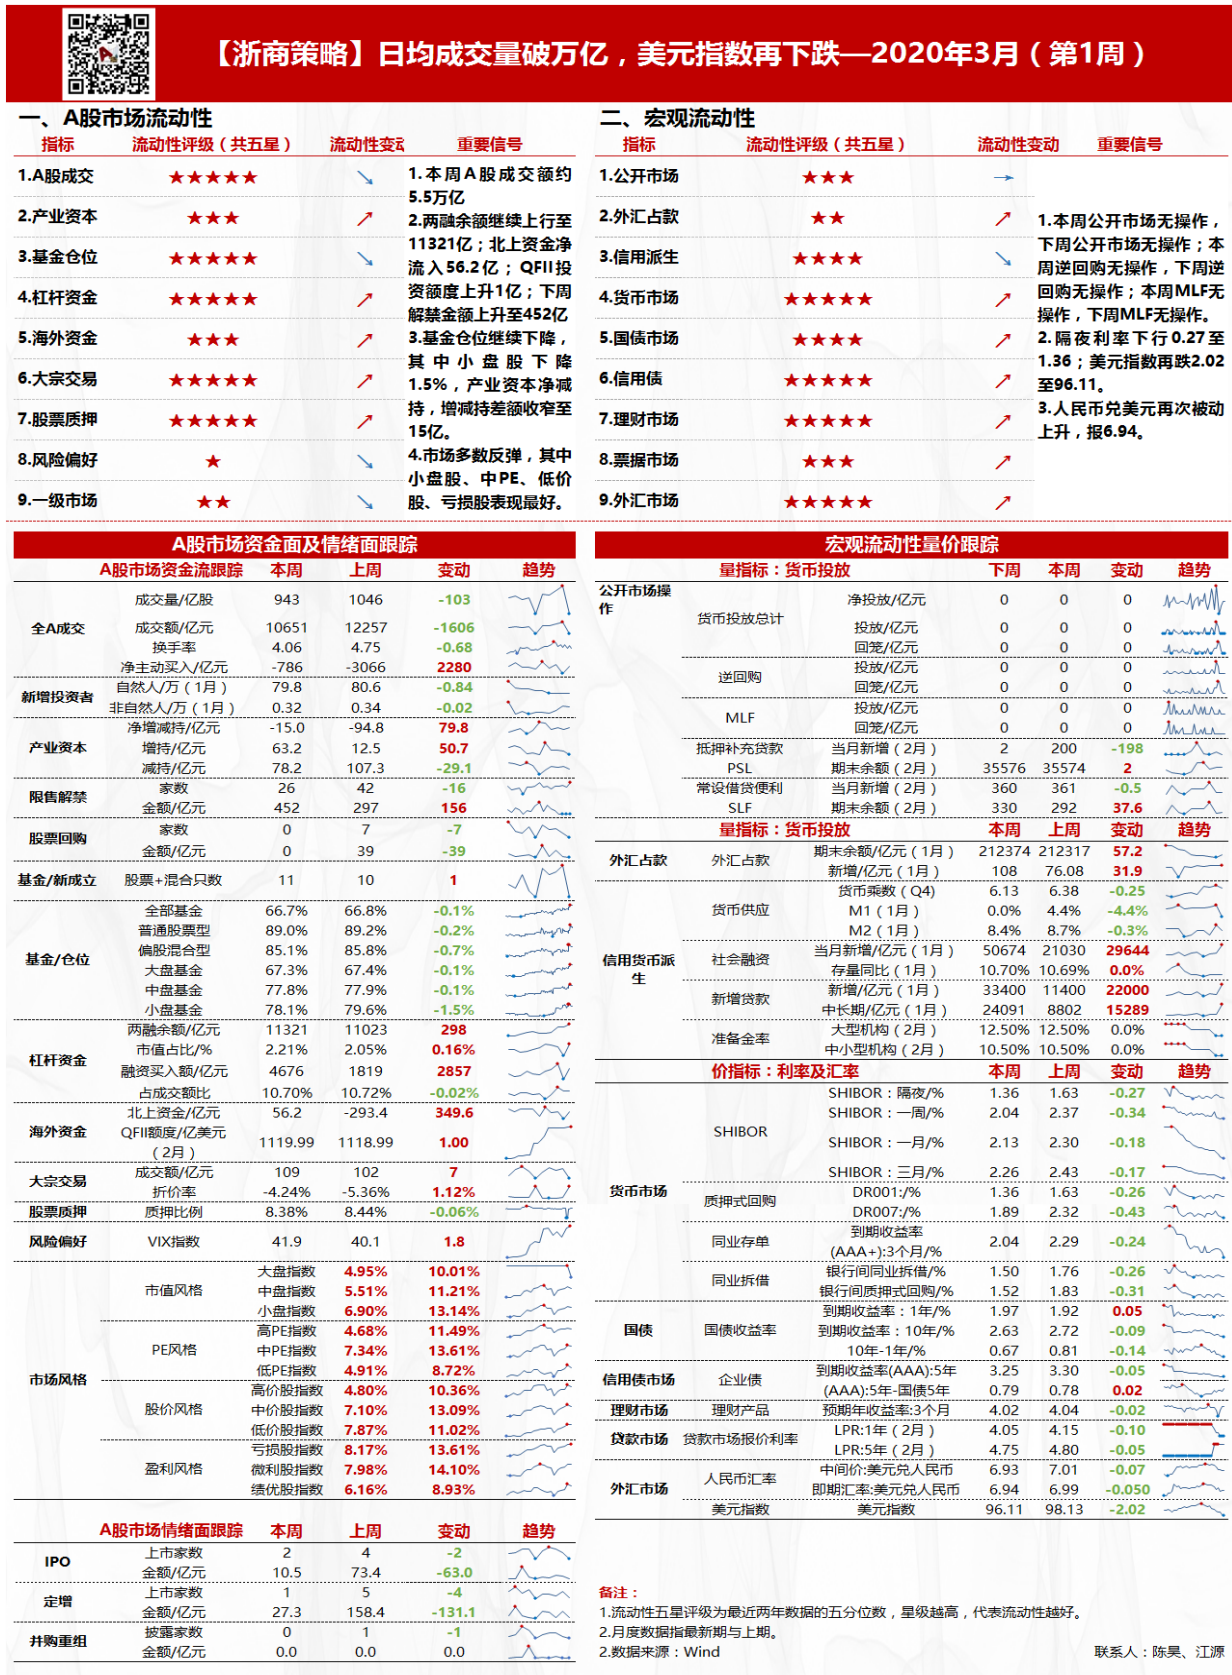 【浙商策略】日均成交量破万亿，美元指数再下跌—2020年3月（第1周）
一、A股市场流动性
指标 流动性评级（共五星） 流动性变动 重要信号
1.A股成交 ★★★★★ ↘
2.产业资本 ★★★ ↗
3.基金仓位 ★★★★★ ↘
4.杠杆资金 ★★★★★ ↗
5.海外资金 ★★★ ↗
6.大宗交易 ★★★★★ ↗
7.股票质押 ★★★★★ ↗
8.风险偏好 ★ ↘
9.一级市场 ★★ ↘
1.本周A股成交额约
5.5万亿
2.两融余额继续上行至
11321亿；北上资金净
流入56.2亿；QFII投
资额度上升1亿；下周
解禁金额上升至452亿
3.基金仓位继续下降，
其中小盘股下降
1.5%，产业资本净减
持，增减持差额收窄至
15亿。
4.市场多数反弹，其中
小盘股、中PE、低价
股、亏损股表现最好。
二、宏观流动性
指标 流动性评级（共五星） 流动性变动 重要信号
1.公开市场 ★★★ →
2.外汇占款 ★★ ↗
3.信用派生 ★★★★ ↘
4.货币市场 ★★★★★ ↗
5.国债市场 ★★★★ ↗
6.信用债 ★★★★★ ↗
7.理财市场 ★★★★★ ↗
8.票据市场 ★★★ ↗
9.外汇市场 ★★★★★ ↗
1.本周公开市场无操作，
下周公开市场无操作；本
周逆回购无操作，下周逆
回购无操作；本周MLF无
操作，下周MLF无操作。
2.隔夜利率下行0.27至
1.36；美元指数再跌2.02
至96.11。
3.人民币兑美元再次被动
上升，报6.94。
A股市场资金面及情绪面跟踪
A股市场资金流跟踪 本周 上周 变动 趋势
全A成交
成交量/亿股 943 1046 -103
成交额/亿元 10651 12257 -1606
换手率 4.06 4.75 -0.68
净主动买入/亿元 -786 -3066 2280
新增投资者
自然人/万（1月） 79.8 80.6 -0.84
非自然人/万（1月） 0.32 0.34 -0.02
产业资本
净增减持/亿元 -15.0 -94.8 79.8
增持/亿元 63.2 12.5 50.7
减持/亿元 78.2 107.3 -29.1
限售解禁
家数 26 42 -16
金额/亿元 452 297 156
股票回购
家数 0 7 -7
金额/亿元 0 39 -39
基金/新成立 股票+混合只数 11 10 1
基金/仓位
全部基金 66.7% 66.8% -0.1%
普通股票型 89.0% 89.2% -0.2%
偏股混合型 85.1% 85.8% -0.7%
大盘基金 67.3% 67.4% -0.1%
中盘基金 77.8% 77.9% -0.1%
小盘基金 78.1% 79.6% -1.5%
杠杆资金
两融余额/亿元 11321 11023 298
市值占比/% 2.21% 2.05% 0.16%
融资买入额/亿元 4676 1819 2857
占成交额比 10.70% 10.72% -0.02%
海外资金
北上资金/亿元 56.2 -293.4 349.6
QFII额度/亿美元
（2月） 1119.99 1118.99 1.00
大宗交易
成交额/亿元 109 102 7
折价率 -4.24% -5.36% 1.12%
股票质押 质押比例 8.38% 8.44% -0.06%
风险偏好 VIX指数 41.9 40.1 1.8
市场风格
市值风格
大盘指数 4.95% 10.01%
中盘指数 5.51% 11.21%
小盘指数 6.90% 13.14%
PE风格
高PE指数 4.68% 11.49%
中PE指数 7.34% 13.61%
低PE指数 4.91% 8.72%
股价风格
高价股指数 4.80% 10.36%
中价股指数 7.10% 13.09%
低价股指数 7.87% 11.02%
盈利风格
亏损股指数 8.17% 13.61%
微利股指数 7.98% 14.10%
绩优股指数 6.16% 8.93%
A股市场情绪面跟踪 本周 上周 变动 趋势
IPO
上市家数 2 4 -2
金额/亿元 10.5 73.4 -63.0
定增
上市家数 1 5 -4
金额/亿元 27.3 158.4 -131.1
并购重组
披露家数 0 1 -1
金额/亿元 0.0 0.0 0.0
宏观流动性量价跟踪
量指标：货币投放 下周 本周 变动 趋势
公开市场操
作
货币投放总计
净投放/亿元 0 0 0
投放/亿元 0 0 0
回笼/亿元 0 0 0
逆回购
投放/亿元 0 0 0
回笼/亿元 0 0 0
MLF
投放/亿元 0 0 0
回笼/亿元 0 0 0
抵押补充贷款 当月新增（2月） 2 200 -198
PSL 期末余额（2月） 35576 35574 2
常设借贷便利 当月新增（2月） 360 361 -0.5
SLF 期末余额（2月） 330 292 37.6
量指标：货币投放 本周 上周 变动 趋势
外汇占款 外汇占款
期末余额/亿元（1月） 212374 212317 57.2
新增/亿元（1月） 108 76.08 31.9
信用货币派
生
货币供应
货币乘数（Q4) 6.13 6.38 -0.25
M1（1月） 0.0% 4.4% -4.4%
M2（1月） 8.4% 8.7% -0.3%
社会融资
当月新增/亿元（1月） 50674 21030 29644
存量同比（1月） 10.70% 10.69% 0.0%
新增贷款
新增/亿元（1月） 33400 11400 22000
中长期/亿元（1月） 24091 8802 15289
准备金率
大型机构（2月） 12.50% 12.50% 0.0%
中小型机构（2月） 10.50% 10.50% 0.0%
价指标：利率及汇率 本周 上周 变动 趋势
货币市场
SHIBOR
SHIBOR：隔夜/% 1.36 1.63 -0.27
SHIBOR：一周/% 2.04 2.37 -0.34
SHIBOR：一月/% 2.13 2.30 -0.18
SHIBOR：三月/% 2.26 2.43 -0.17
质押式回购
DR001:/% 1.36 1.63 -0.26
DR007:/% 1.89 2.32 -0.43
同业存单
到期收益率
(AAA+):3个月/% 2.04 2.29 -0.24
同业拆借
银行间同业拆借/% 1.50 1.76 -0.26
银行间质押式回购/% 1.52 1.83 -0.31
国债 国债收益率
到期收益率：1年/% 1.97 1.92 0.05
到期收益率：10年/% 2.63 2.72 -0.09
10年-1年/% 0.67 0.81 -0.14
信用债市场 企业债
到期收益率(AAA):5年 3.25 3.30 -0.05
(AAA):5年-国债5年 0.79 0.78 0.02
理财市场 理财产品 预期年收益率:3个月 4.02 4.04 -0.02
贷款市场 贷款市场报价利率
LPR:1年（2月） 4.05 4.15 -0.10
LPR:5年（2月） 4.75 4.80 -0.05
外汇市场
人民币汇率
中间价:美元兑人民币 6.93 7.01 -0.07
即期汇率:美元兑人民币 6.94 6.99 -0.050
美元指数 美元指数 96.11 98.13 -2.02
备注：
1.流动性五星评级为最近两年数据的五分位数，星级越高，代表流动性越好。
2.月度数据指最新期与上期。
2.数据来源：Wind
联系人：陈昊、江源